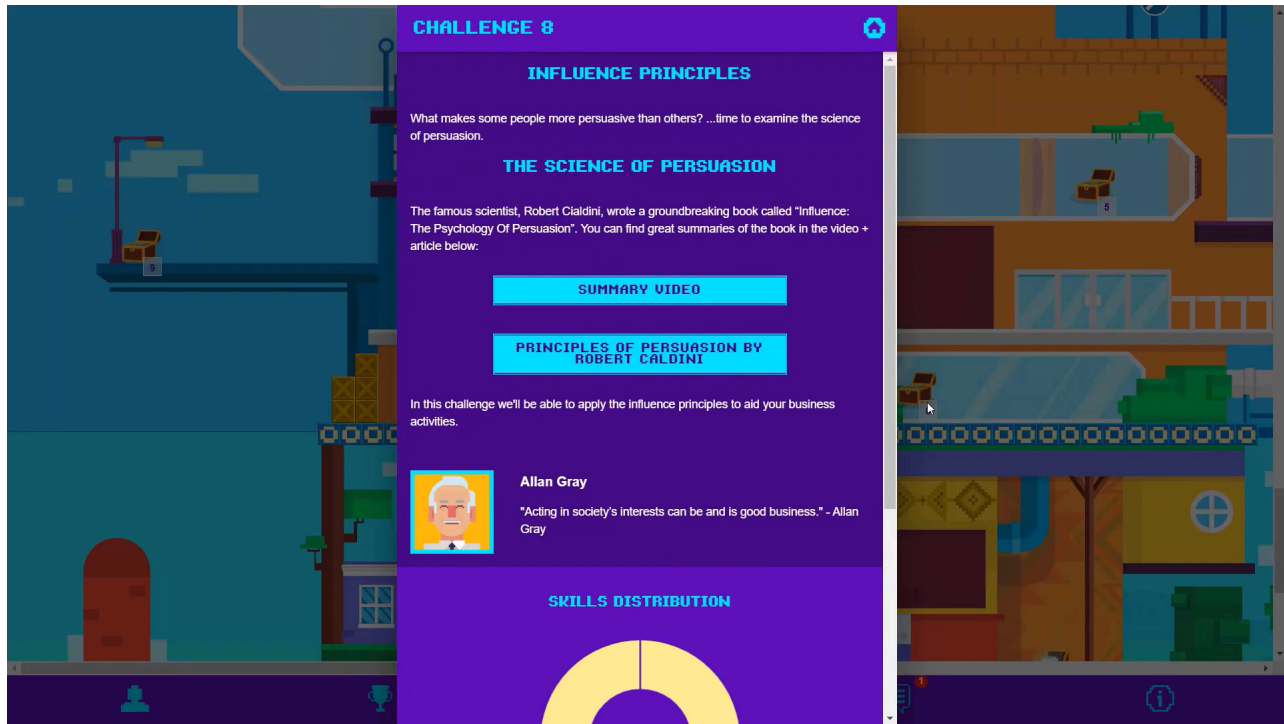 CHALLENGE 8
INFLUENCE PRINCIPLES
What makes some people more persuasive than others? ...time to examine the science
of persuasion.
THE SCIENCE OF PERSUASION
The famous scientist, Robert Cialdini, wrote a groundbreaking book called “Influence:
The Psychology Of Persuasion”. You can find great summaries of the book in the video +
article below:
SUMMARY VIDEO
PRINCIPLES OF PERSUASION BY
ROBERT CALDINI
In this challenge we'll be able to apply the influence principles to aid your business
activities.
Allan Gray
"Acting in society's interests can be and is good business." - Allan
Gray
SKILLS DISTRIBUTION
9
5
1